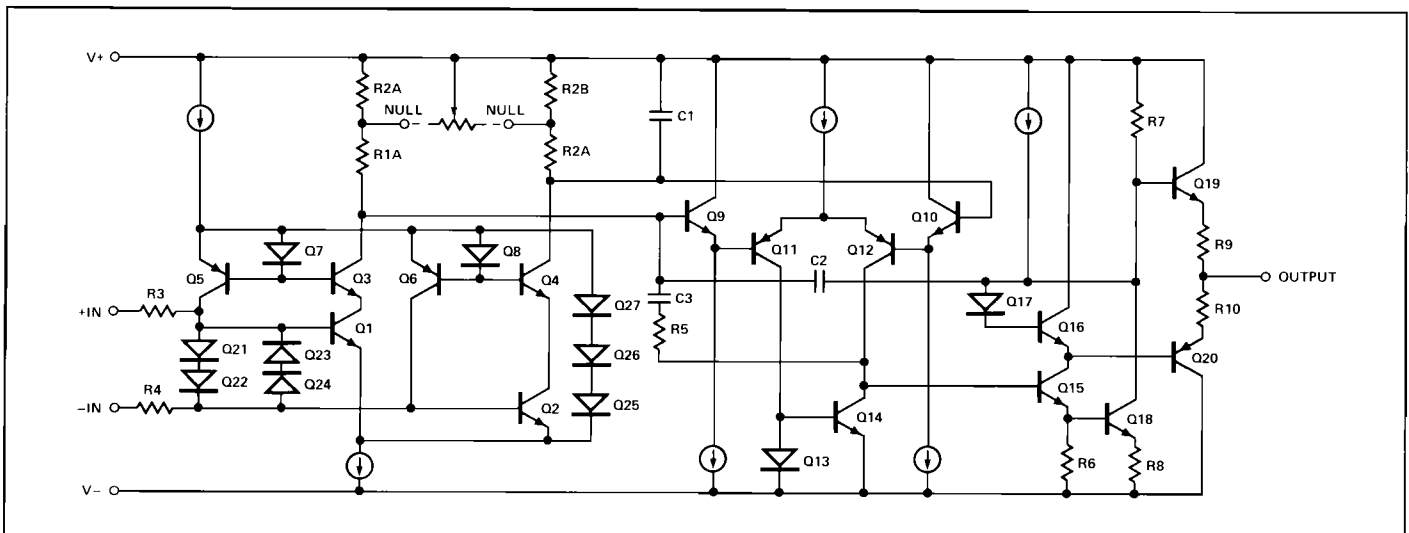 V+
R2A
R2B
NULL
NULL
C1
R7
R1A
R2A
Q19
Q9
Q10
Q7
Q8
Q11
Q12
R9
Q5
Q3
Q6
Q4
C2
OUTPUT
R3
+IN
C3
Q27
Q17
R10
Q1
R5
Q16
Q21
Q23
Q26
Q20
Q22
Q24
R4
Q15
-IN
Q2
Q25
Q14
Q18
Q13
R6
R8
V-